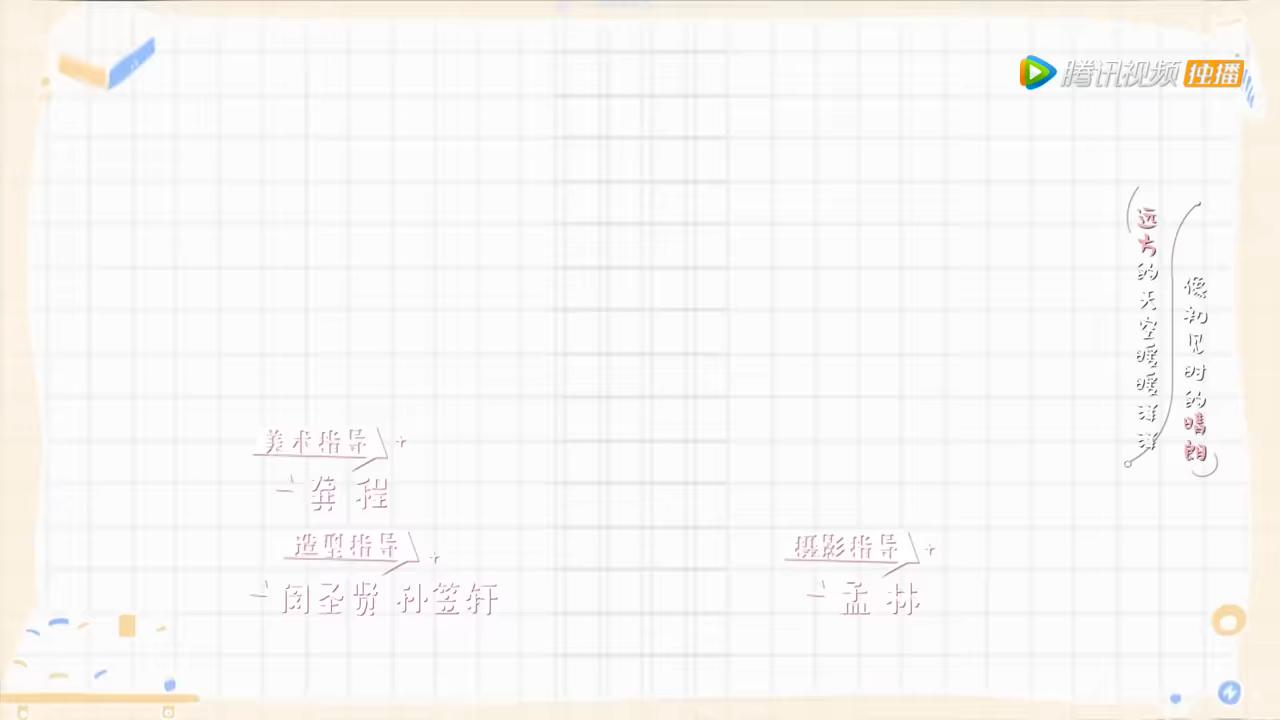 腾讯视频 独播
像初见时的晴朗
远方的天空暖暖洋洋
美术指导
龚 程
造型指导
闵圣贤 孙笠轩
摄影指导
孟 林